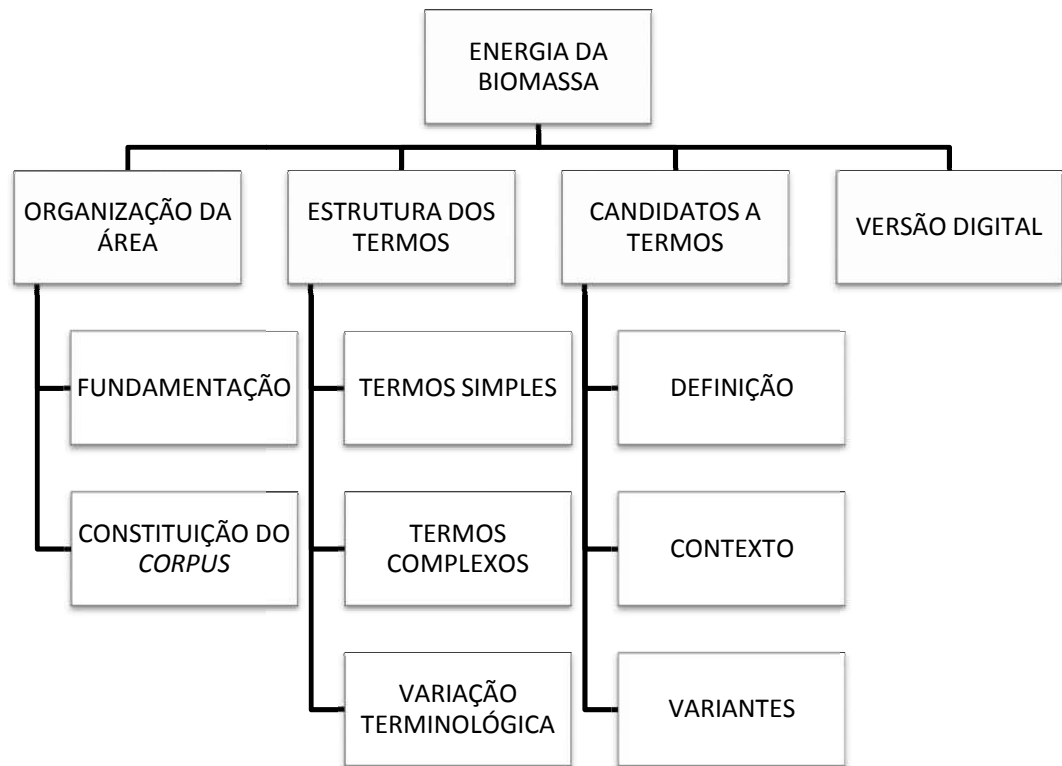 ENERGIA DA
BIOMASSA
ORGANIZAÇÃO DA
ÁREA
ESTRUTURA DOS
TERMOS
CANDIDATOS A
TERMOS
VERSÃO DIGITAL
FUNDAMENTAÇÃO
TERMOS SIMPLES
DEFINIÇÃO
CONSTITUIÇÃO DO
CORPUS
TERMOS
COMPLEXOS
CONTEXTO
VARIAÇÃO
TERMINOLÓGICA
VARIANTES